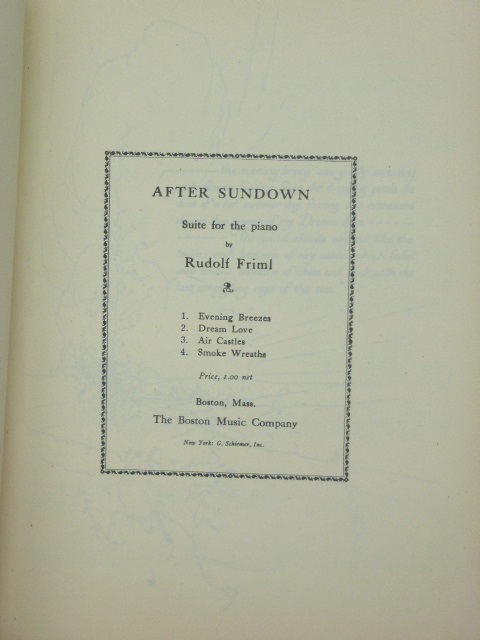 AFTER SUNDOWN
Suite for the piano
by
Rudolf Friml
1. Evening Breezes
2. Dream Love
3. Air Castles
4. Smoke Wreaths
Price, 1.00 net
Boston, Mass.
The Boston Music Company
New York: G. Schirmer, Inc.